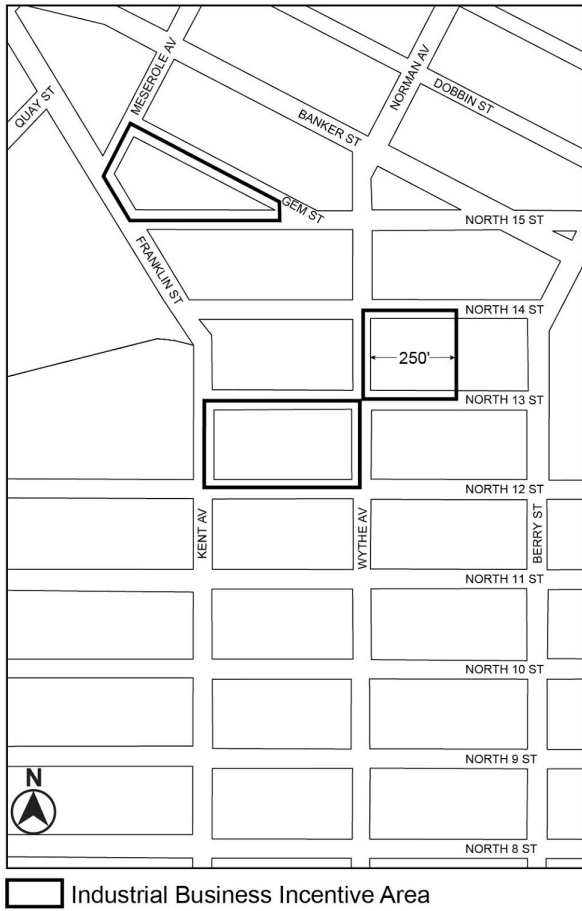 QUAY ST
MESEROLE AV
NORMAN AV
DOBBIN ST
BANKER ST
GEM ST
NORTH 15 ST
FRANKLIN ST
NORTH 14 ST
250'
NORTH 13 ST
NORTH 12 ST
KENT AV
WYTHE AV
BERRY ST
NORTH 11 ST
NORTH 10 ST
NORTH 9 ST
N
NORTH 8 ST
Industrial Business Incentive Area